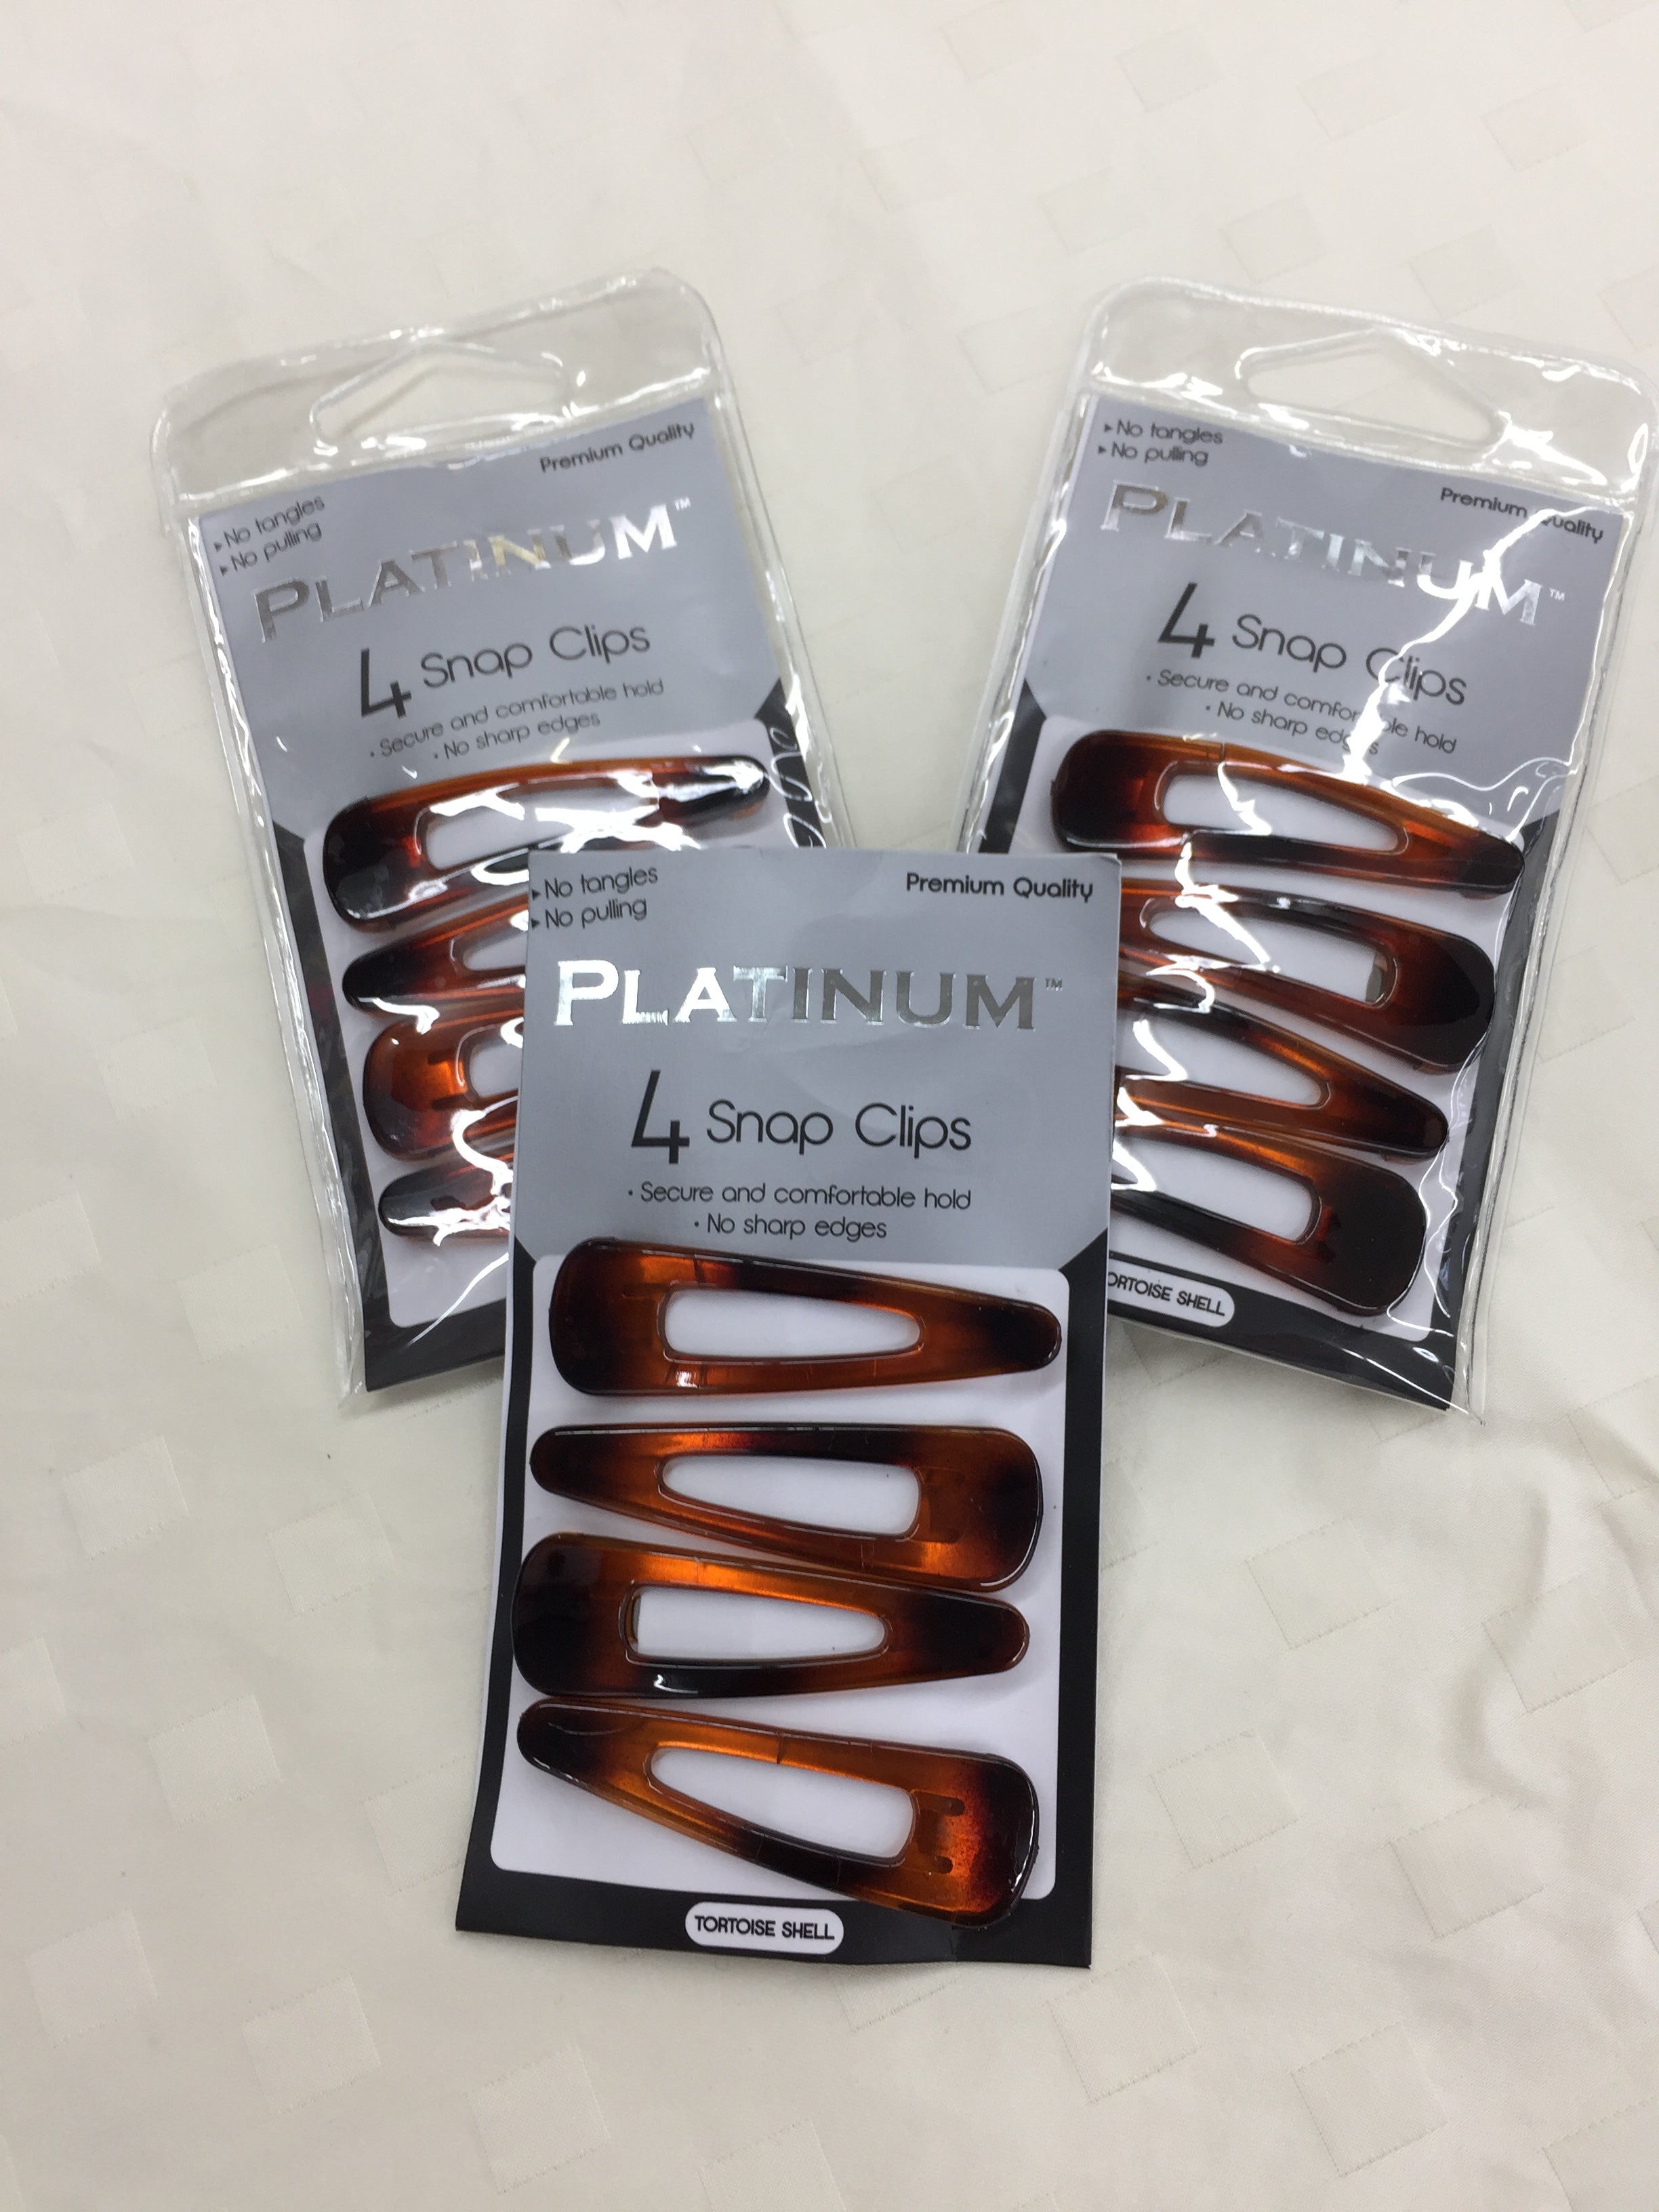 ▸No tangles
▸No pulling
Premium Quality
PLATINUM™
4 Snap Clips
• Secure and comfortable hold
• No sharp edges
▸No tangles
▸No pulling
Premium Quality
PLATINUM™
4 Snap Clips
• Secure and comfortable hold
• No sharp edges
ORTOISE SHELL
▸No tangles
▸No pulling
Premium Quality
PLATINUM™
4 Snap Clips
• Secure and comfortable hold
• No sharp edges
TORTOISE SHELL